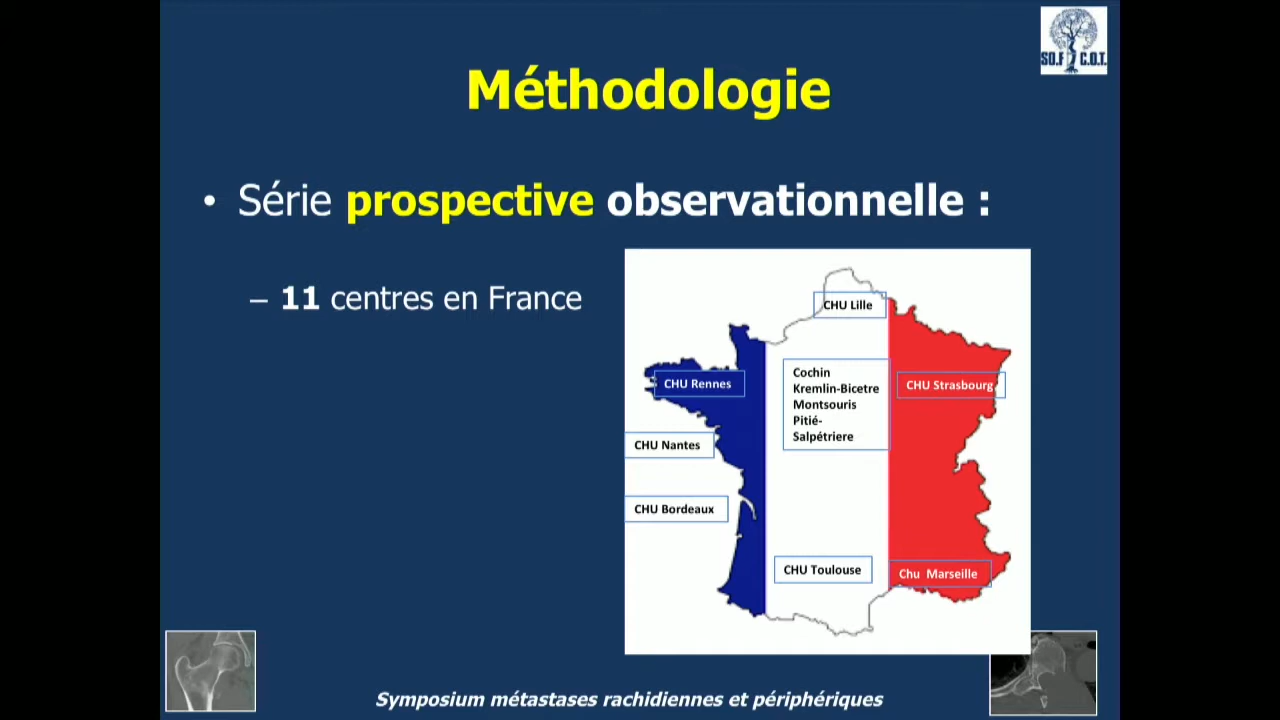 SO.F C.O.T.
Méthodologie
• Série prospective observationnelle :
– 11 centres en France
CHU Lille
CHU Rennes
Cochin
Kremlin-Bicetre
Montsouris
Pitié-
Salpétriere
CHU Strasbourg
CHU Nantes
CHU Bordeaux
CHU Toulouse
Chu Marseille
Symposium métastases rachidiennes et périphériques